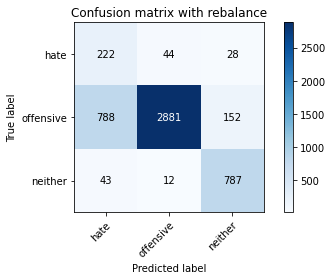 Confusion matrix with rebalance
hate 222 44 28
offensive 788 2881 152
neither 43 12 787
hate offensive neither
True label
Predicted label
2500
2000
1500
1000
500